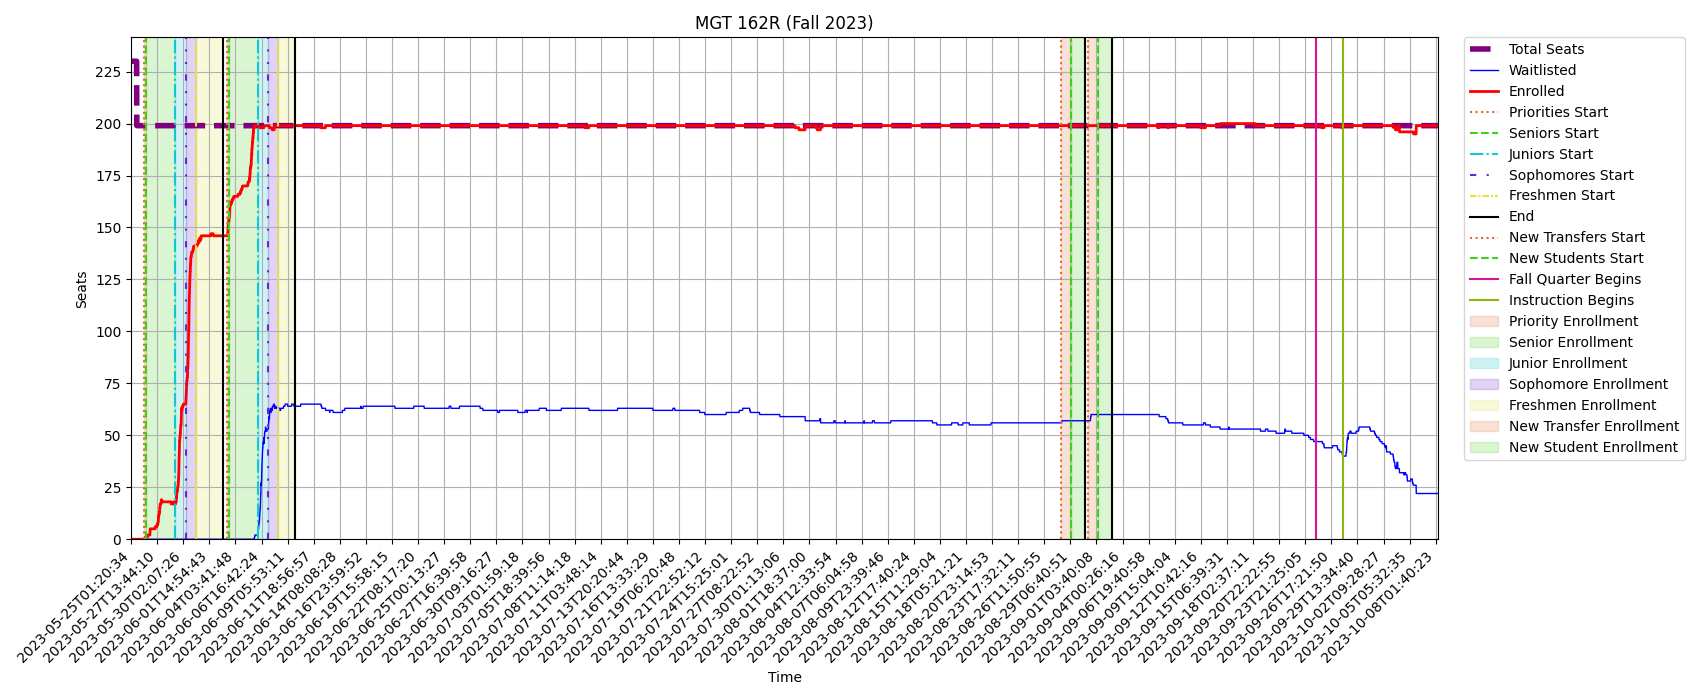 MGT 162R (Fall 2023)
Seats
225
200
175
150
125
100
75
50
25
0
2023-05-25T01:20:34
2023-05-27T13:44:10
2023-05-30T02:07:26
2023-06-01T14:54:43
2023-06-04T03:41:48
2023-06-06T16:42:24
2023-06-09T05:53:11
2023-06-11T18:56:57
2023-06-14T08:08:28
2023-06-16T23:59:52
2023-06-19T15:58:15
2023-06-22T08:17:20
2023-06-25T00:13:27
2023-06-27T16:39:58
2023-06-30T09:16:27
2023-07-03T01:59:18
2023-07-05T18:39:56
2023-07-08T11:14:18
2023-07-11T03:48:14
2023-07-13T20:20:44
2023-07-16T13:33:29
2023-07-19T06:20:48
2023-07-21T22:52:12
2023-07-24T15:25:01
2023-07-27T08:22:52
2023-07-30T01:13:06
2023-08-01T18:37:00
2023-08-04T12:33:54
2023-08-07T06:04:58
2023-08-09T23:39:46
2023-08-12T17:40:24
2023-08-15T11:29:04
2023-08-18T05:21:21
2023-08-20T23:14:53
2023-08-23T17:32:11
2023-08-26T11:50:55
2023-08-29T06:40:51
2023-09-01T03:40:08
2023-09-04T00:26:16
2023-09-06T19:40:58
2023-09-09T15:04:04
2023-09-12T10:42:16
2023-09-15T06:39:31
2023-09-18T02:37:11
2023-09-20T22:22:55
2023-09-23T21:25:05
2023-09-26T17:21:50
2023-09-29T13:34:40
2023-10-02T09:28:27
2023-10-05T05:32:35
2023-10-08T01:40:23
Time
Total Seats
Waitlisted
Enrolled
Priorities Start
Seniors Start
Juniors Start
Sophomores Start
Freshmen Start
End
New Transfers Start
New Students Start
Fall Quarter Begins
Instruction Begins
Priority Enrollment
Senior Enrollment
Junior Enrollment
Sophomore Enrollment
Freshmen Enrollment
New Transfer Enrollment
New Student Enrollment